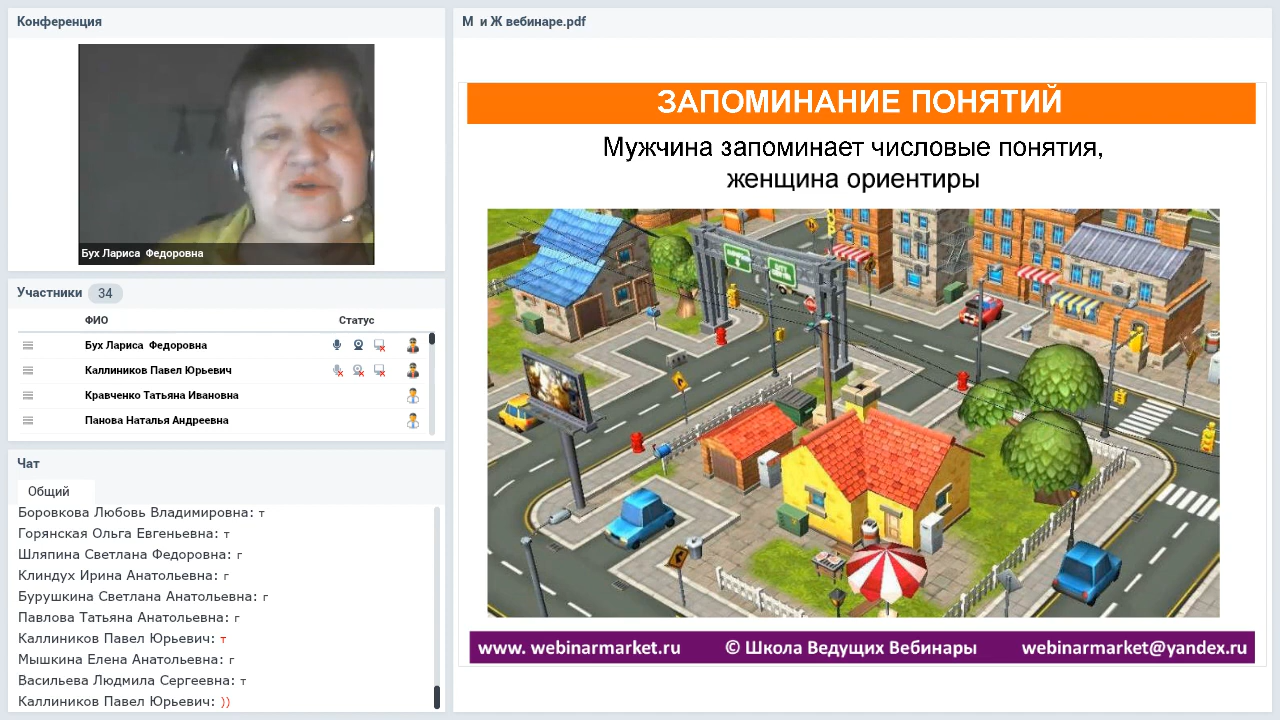 Конференция
Бух Лариса Федоровна
Участники 34
ФИО Статус
Бух Лариса Федоровна
Каллиников Павел Юрьевич
Кравченко Татьяна Ивановна
Панова Наталья Андреевна
Чат
Общий
Боровкова Любовь Владимировна: т
Горянская Ольга Евгеньевна: т
Шляпина Светлана Федоровна: г
Клиндух Ирина Анатольевна: г
Бурушкина Светлана Анатольевна: г
Павлова Татьяна Анатольевна: г
Каллиников Павел Юрьевич: т
Мышкина Елена Анатольевна: г
Васильева Людмила Сергеевна: т
Каллиников Павел Юрьевич: ))
М и Ж вебинаре.pdf
ЗАПОМИНАНИЕ ПОНЯТИЙ
Мужчина запоминает числовые понятия,
женщина ориентиры
www. webinarmarket.ru © Школа Ведущих Вебинары webinarmarket@yandex.ru